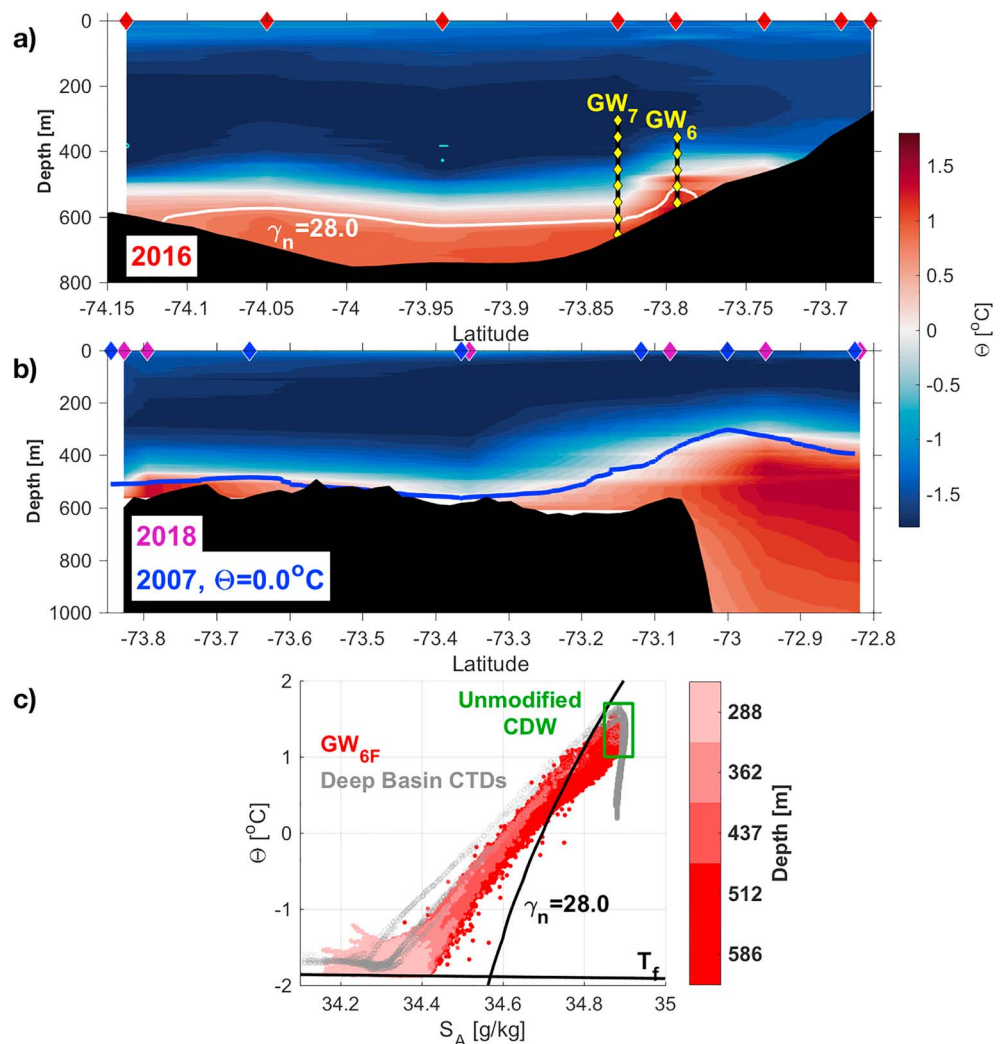 a)
0
200
400
600
800
Depth [m]
GW7
GW6
γn=28.0
2016
-74.15
-74.1
-74.05
-74
-73.95
-73.9
-73.85
-73.8
-73.75
-73.7
Latitude
1.5
1
0.5
0
-0.5
-1
-1.5
Θ [°C]
b)
0
200
400
600
800
1000
Depth [m]
2018
2007, Θ=0.0°C
-73.8
-73.7
-73.6
-73.5
-73.4
-73.3
-73.2
-73.1
-73
-72.9
-72.8
Latitude
c)
2
1
0
-1
-2
Θ [°C]
Unmodified
CDW
GW6F
Deep Basin CTDs
γn=28.0
Tf
34.2
34.4
34.6
34.8
35
SA [g/kg]
288
362
437
512
586
Depth [m]